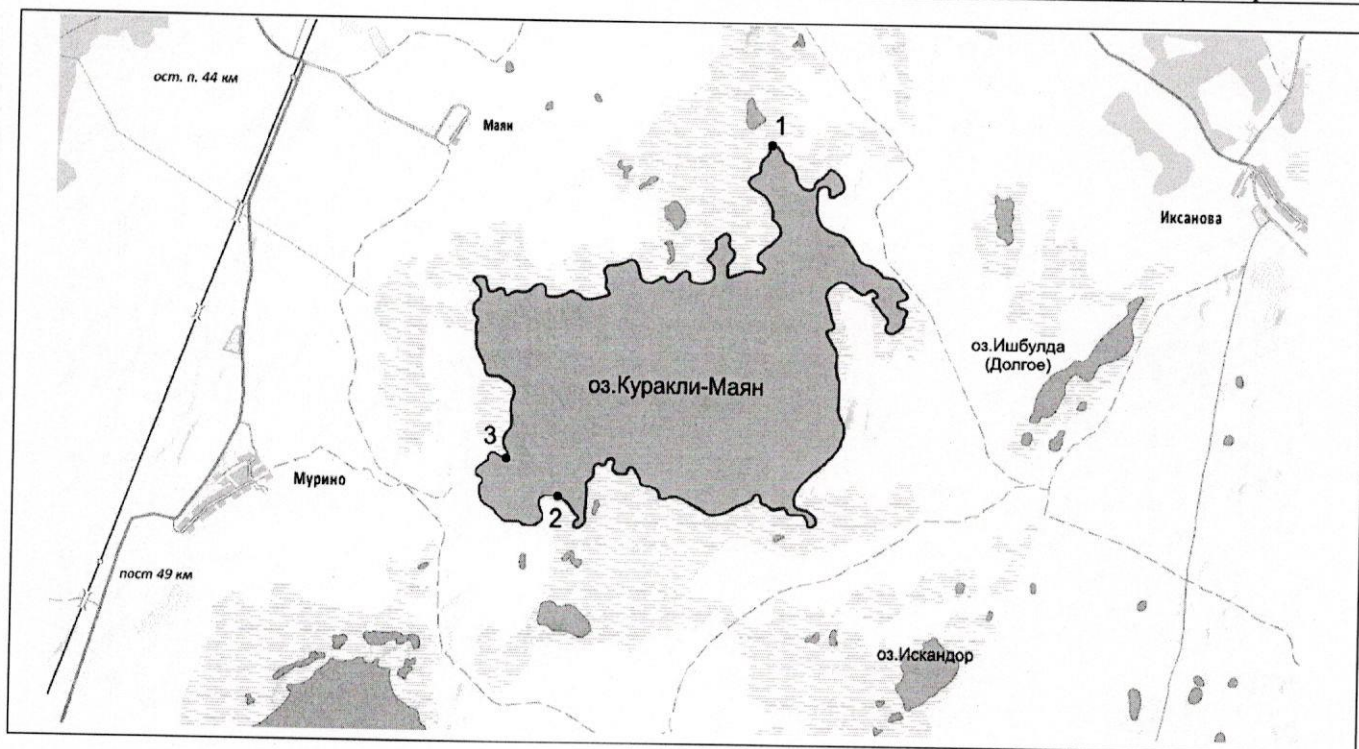 ост. п. 44 км
Маян
1
Иксанова
оз.Ишбулда
(Долгое)
оз.Куракли-Маян
3
Мурино
2
пост 49 км
оз.Искандор